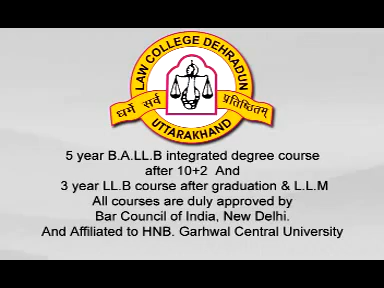 LAW COLLEGE DEHRADUN
धर्मे सर्वं प्रतिष्ठितम्
UTTARAKHAND
5 year B.A.LL.B integrated degree course
after 10+2 And
3 year LL.B course after graduation & L.L.M
All courses are duly approved by
Bar Council of India, New Delhi.
And Affiliated to HNB. Garhwal Central University